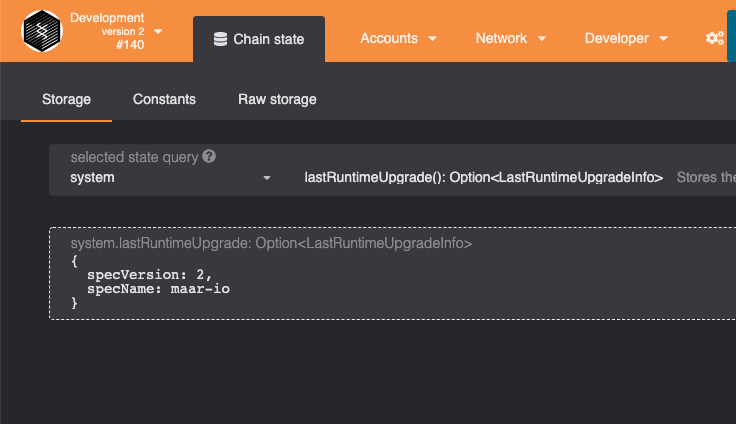 Development
version 2
#140
Chain state
Accounts
Network
Developer
Storage
Constants
Raw storage
selected state query ?
system
lastRuntimeUpgrade(): Option<LastRuntimeUpgradeInfo> Stores the
system.lastRuntimeUpgrade: Option<LastRuntimeUpgradeInfo>
{
specVersion: 2,
specName: maar-io
}